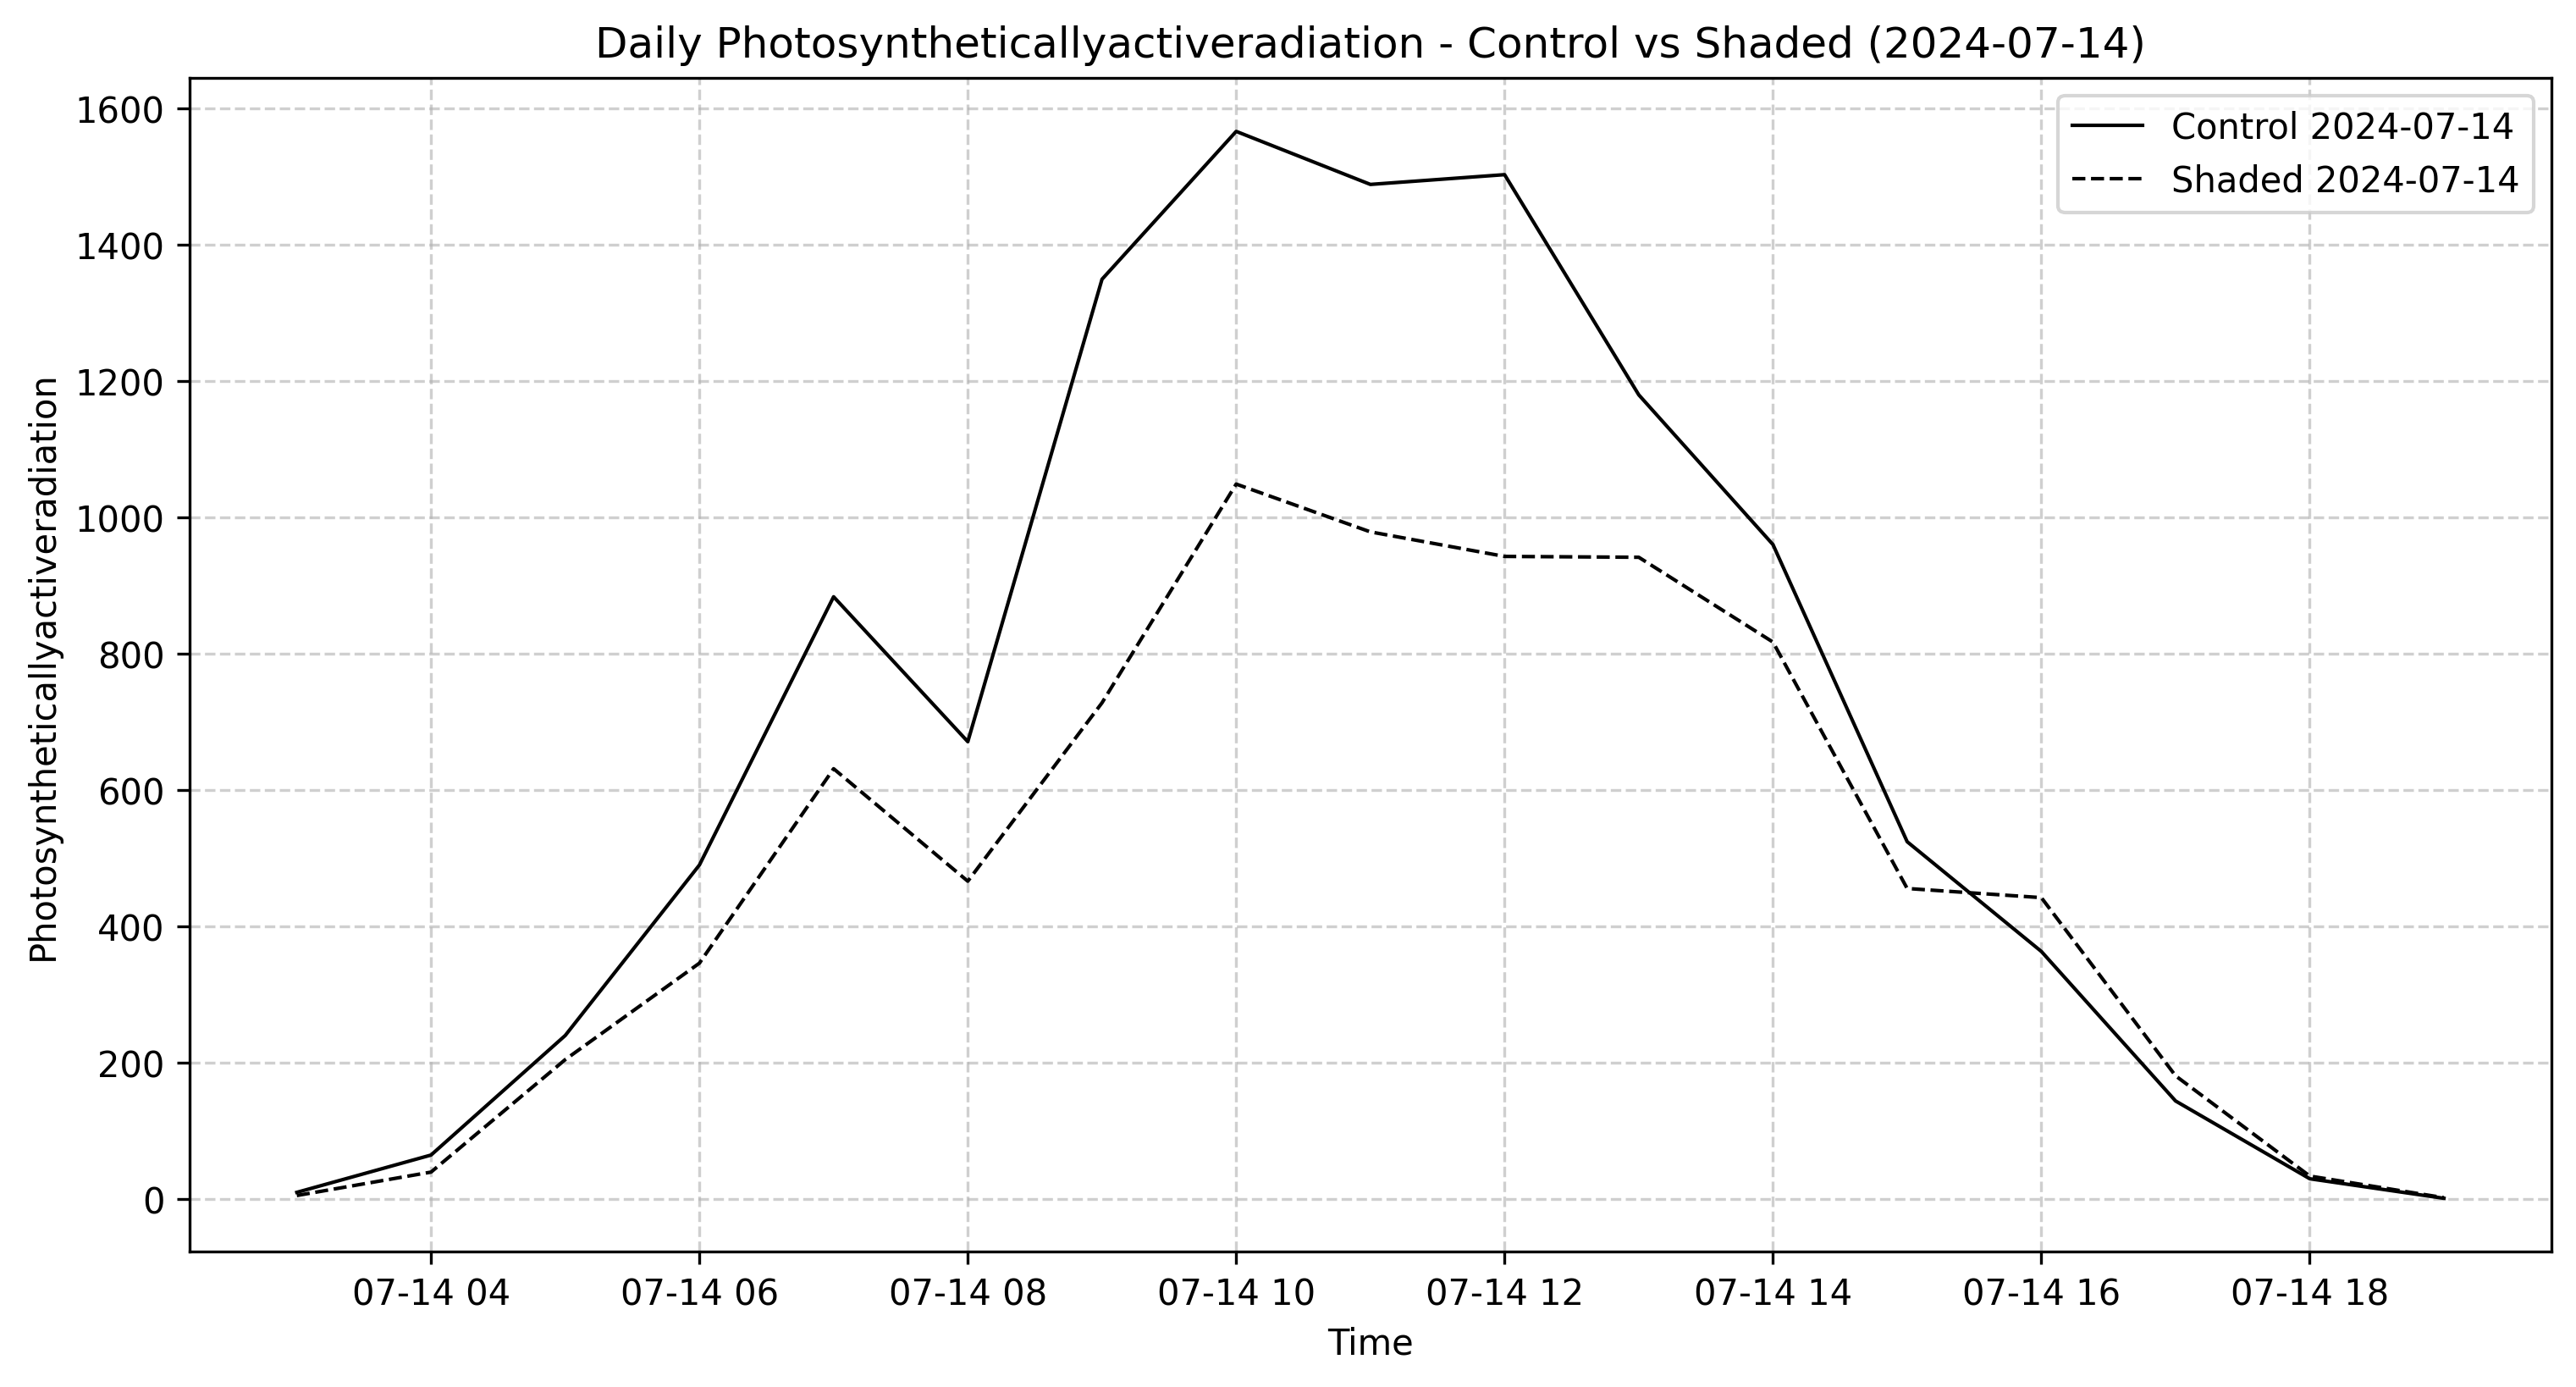 Daily Photosyntheticallyactiveradiation - Control vs Shaded (2024-07-14)
Control 2024-07-14
Shaded 2024-07-14
Photosyntheticallyactiveradiation
1600
1400
1200
1000
800
600
400
200
0
07-14 04 07-14 06 07-14 08 07-14 10 07-14 12 07-14 14 07-14 16 07-14 18
Time